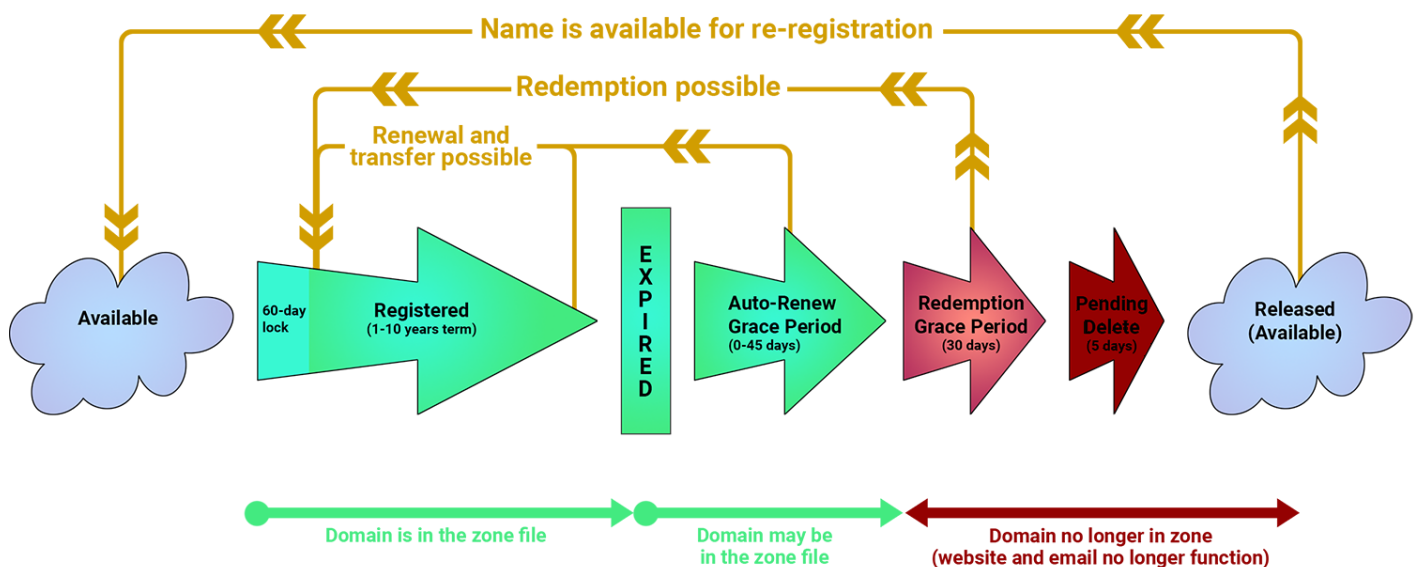 Name is available for re-registration
Redemption possible
Renewal and
transfer possible
Available
60-day
lock
Registered
(1-10 years term)
EXPIRED
Auto-Renew
Grace Period
(0-45 days)
Redemption
Grace Period
(30 days)
Pending
Delete
(5 days)
Released
(Available)
Domain is in the zone file
Domain may be
in the zone file
Domain no longer in zone
(website and email no longer function)